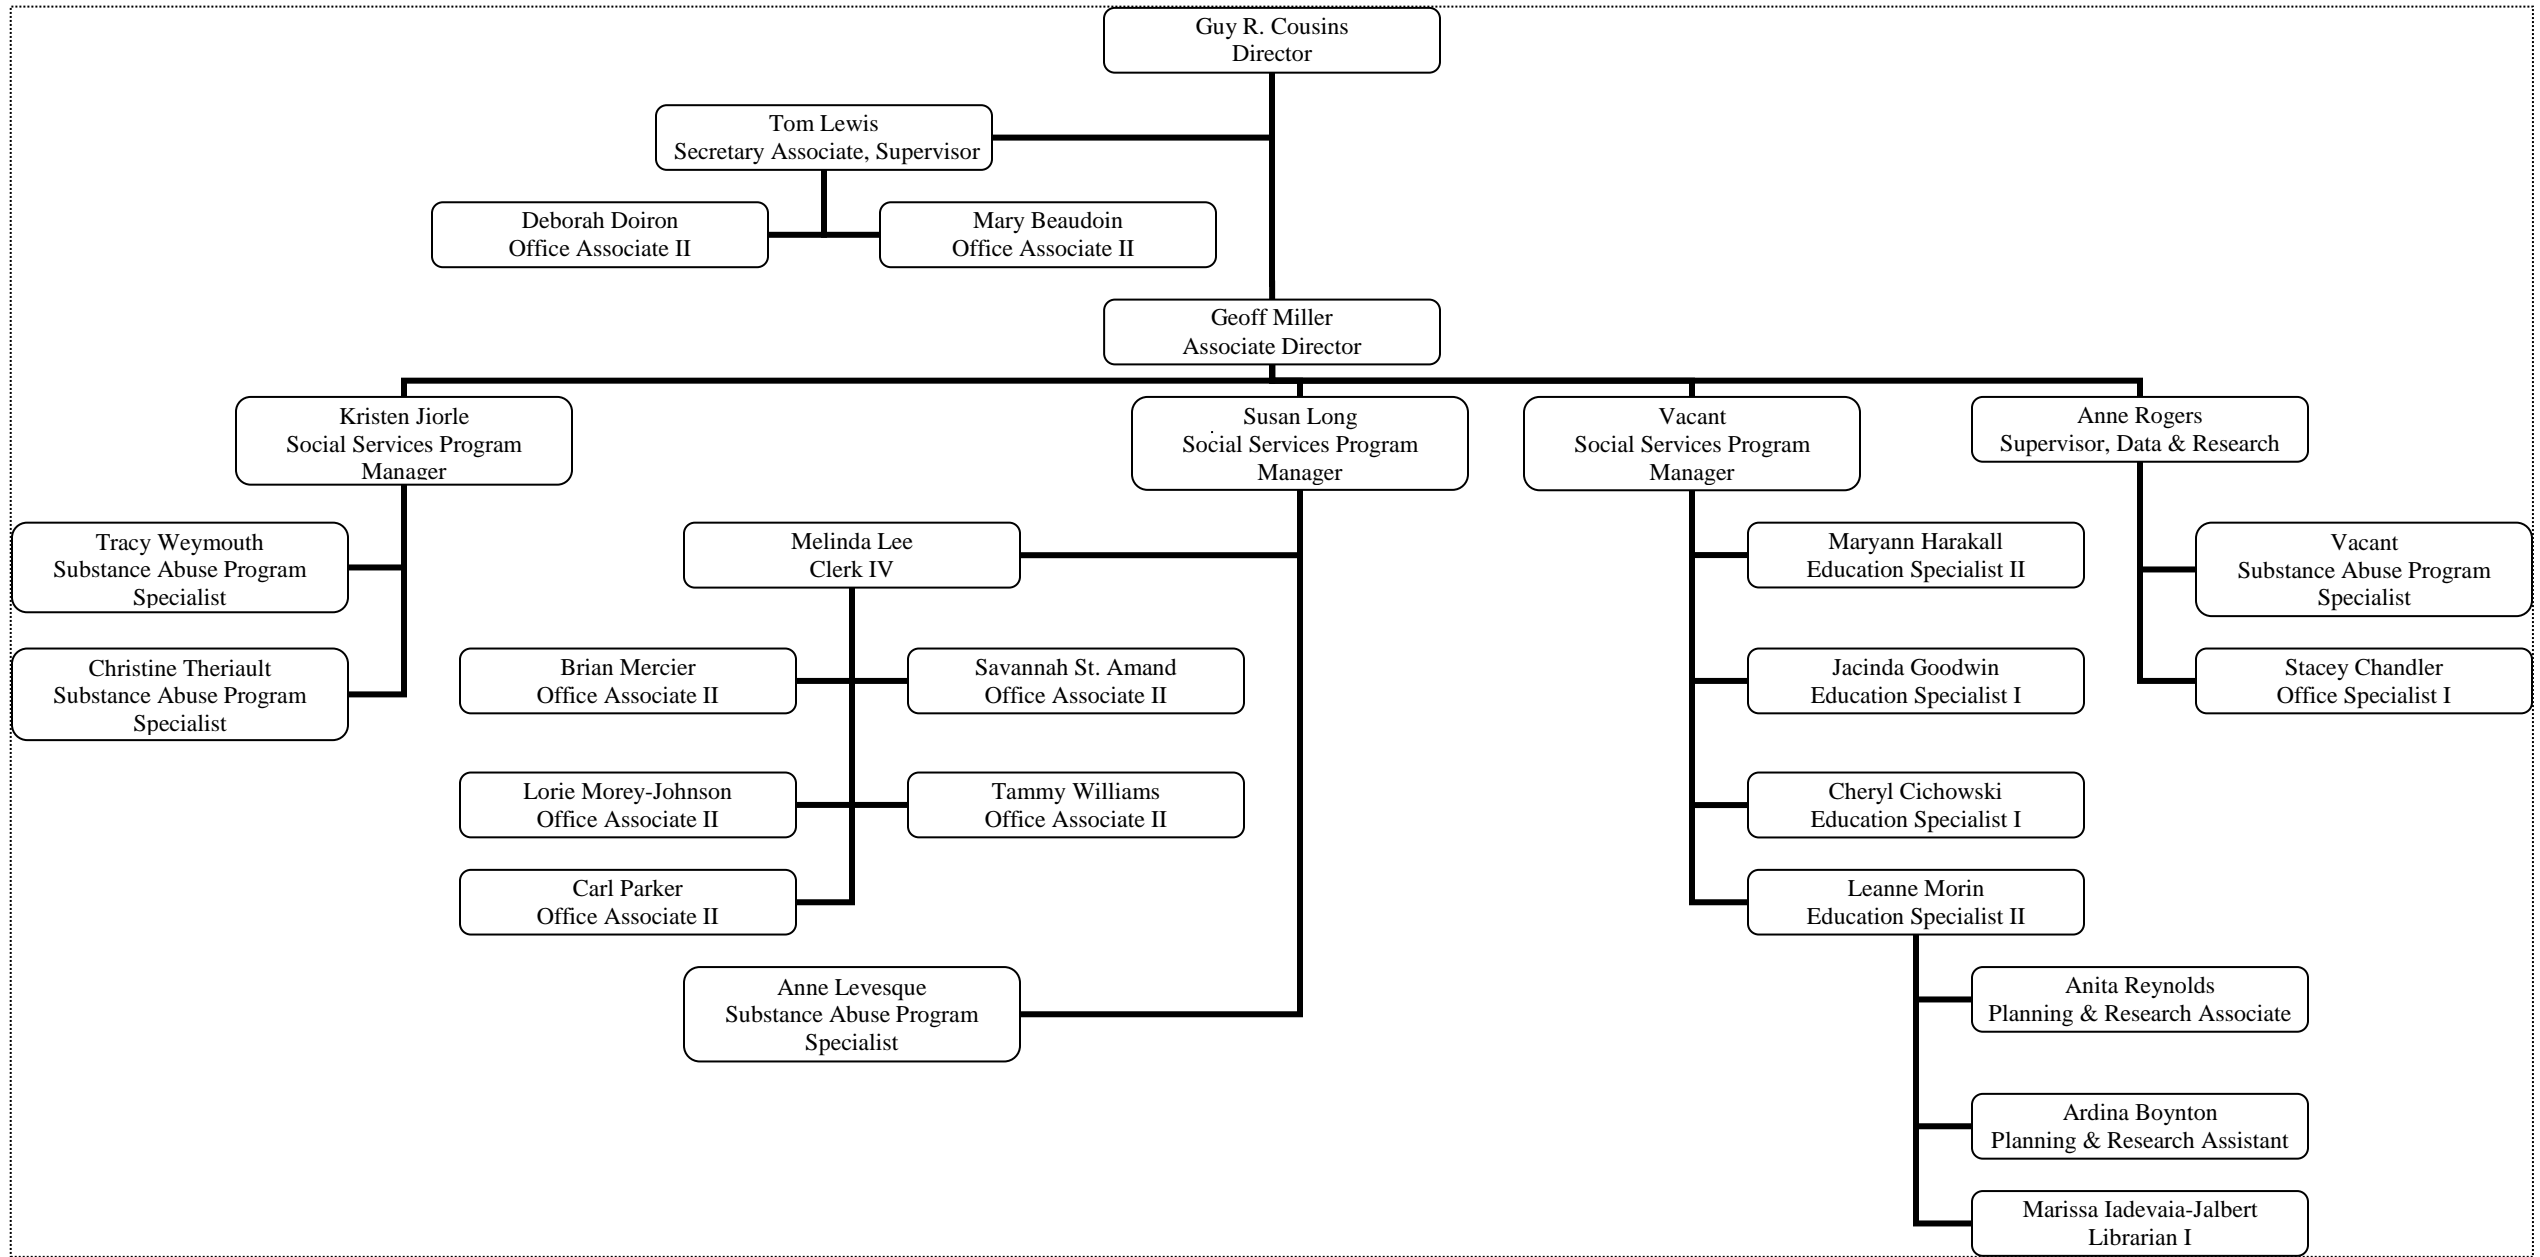 Guy R. Cousins
Director
Tom Lewis
Secretary Associate, Supervisor
Deborah Doiron
Office Associate II
Mary Beaudoin
Office Associate II
Geoff Miller
Associate Director
Kristen Jiorle
Social Services Program
Manager
Susan Long
Social Services Program
Manager
Vacant
Social Services Program
Manager
Anne Rogers
Supervisor, Data & Research
Tracy Weymouth
Substance Abuse Program
Specialist
Melinda Lee
Clerk IV
Maryann Harakall
Education Specialist II
Vacant
Substance Abuse Program
Specialist
Christine Theriault
Substance Abuse Program
Specialist
Brian Mercier
Office Associate II
Savannah St. Amand
Office Associate II
Jacinda Goodwin
Education Specialist I
Stacey Chandler
Office Specialist I
Lorie Morey-Johnson
Office Associate II
Tammy Williams
Office Associate II
Cheryl Cichowski
Education Specialist I
Carl Parker
Office Associate II
Leanne Morin
Education Specialist II
Anne Levesque
Substance Abuse Program
Specialist
Anita Reynolds
Planning & Research Associate
Ardina Boynton
Planning & Research Assistant
Marissa Iadevaia-Jalbert
Librarian I